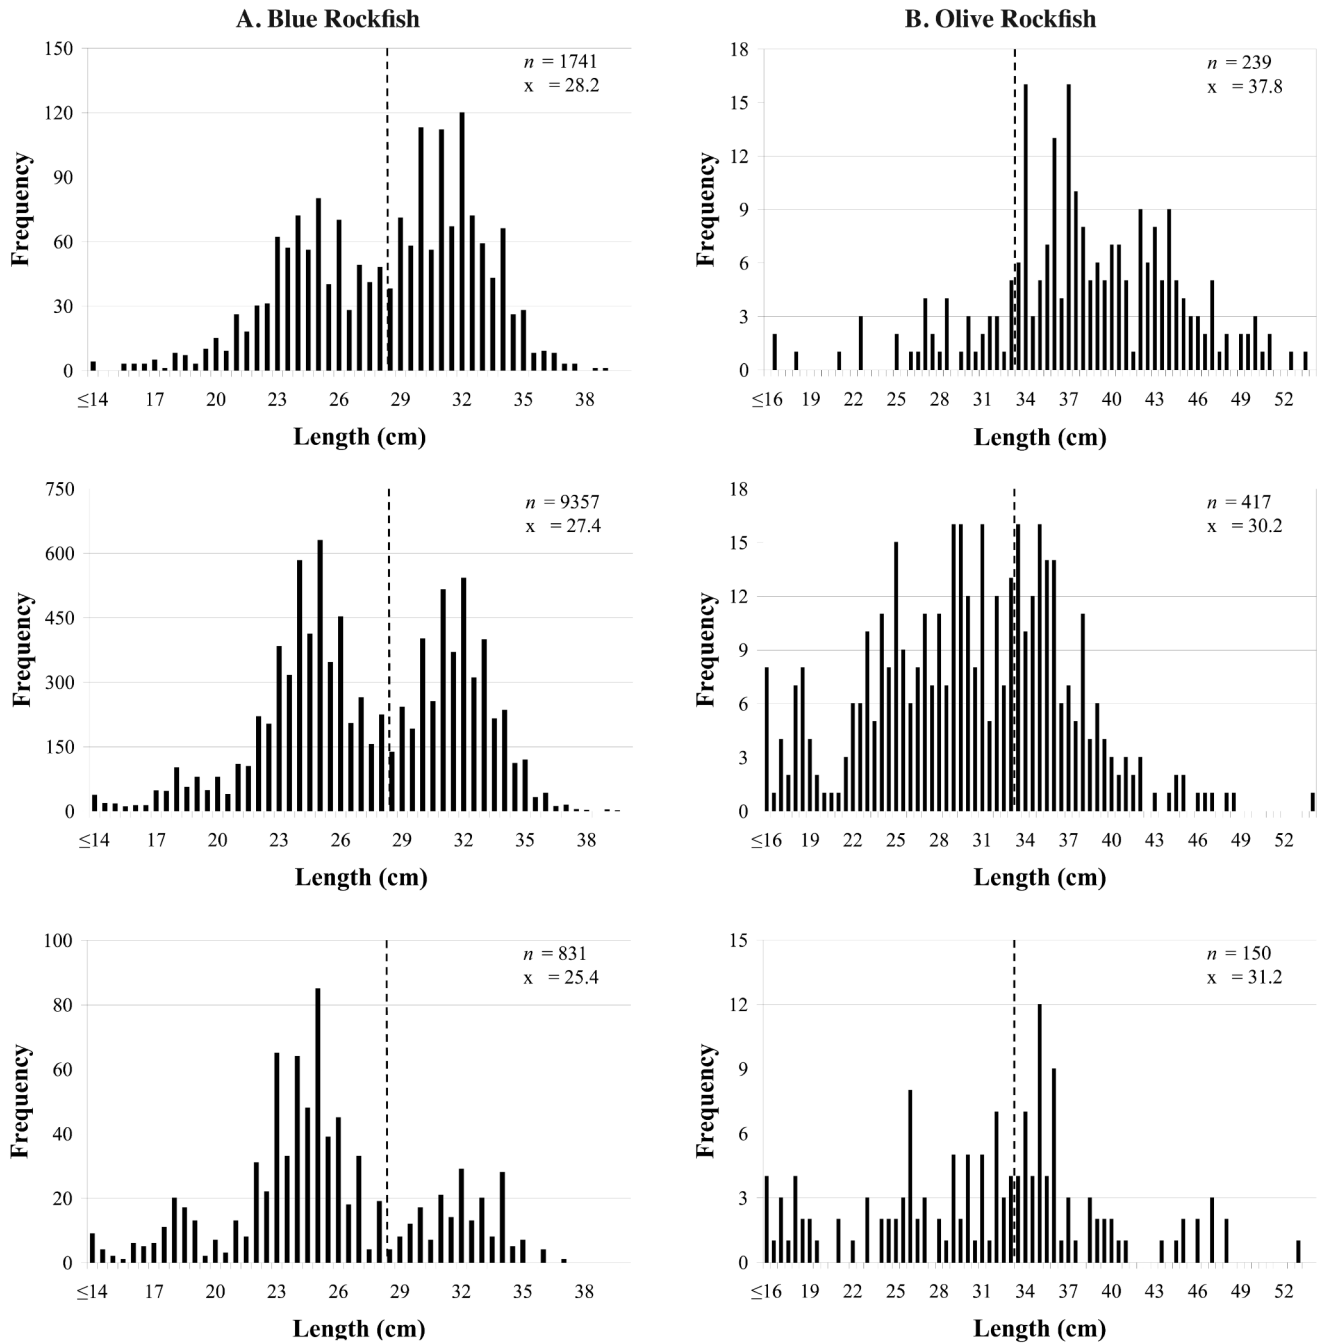 A. Blue Rockfish
150
120
90
60
30
0
Frequency
n = 1741
x = 28.2
≤14 17 20 23 26 29 32 35 38
Length (cm)
B. Olive Rockfish
18
15
12
9
6
3
0
Frequency
n = 239
x = 37.8
≤16 19 22 25 28 31 34 37 40 43 46 49 52
Length (cm)
750
600
450
300
150
0
Frequency
n = 9357
x = 27.4
≤14 17 20 23 26 29 32 35 38
Length (cm)
18
15
12
9
6
3
0
Frequency
n = 417
x = 30.2
≤16 19 22 25 28 31 34 37 40 43 46 49 52
Length (cm)
100
80
60
40
20
0
Frequency
n = 831
x = 25.4
≤14 17 20 23 26 29 32 35 38
Length (cm)
15
12
9
6
3
0
Frequency
n = 150
x = 31.2
≤16 19 22 25 28 31 34 37 40 43 46 49 52
Length (cm)